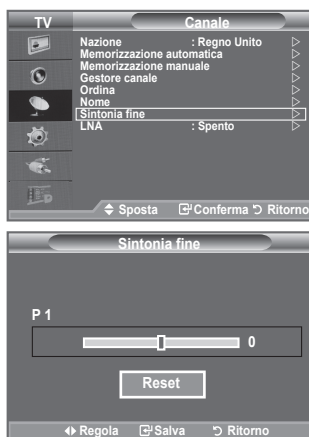 TV Canale
Nazione : Regno Unito
Memorizzazione automatica
Memorizzazione manuale
Gestore canale
Ordina
Nome
Sintonia fine
LNA : Spento
Sposta Conferma Ritorno
Sintonia fine
P 1
0
Reset
Regola Salva Ritorno